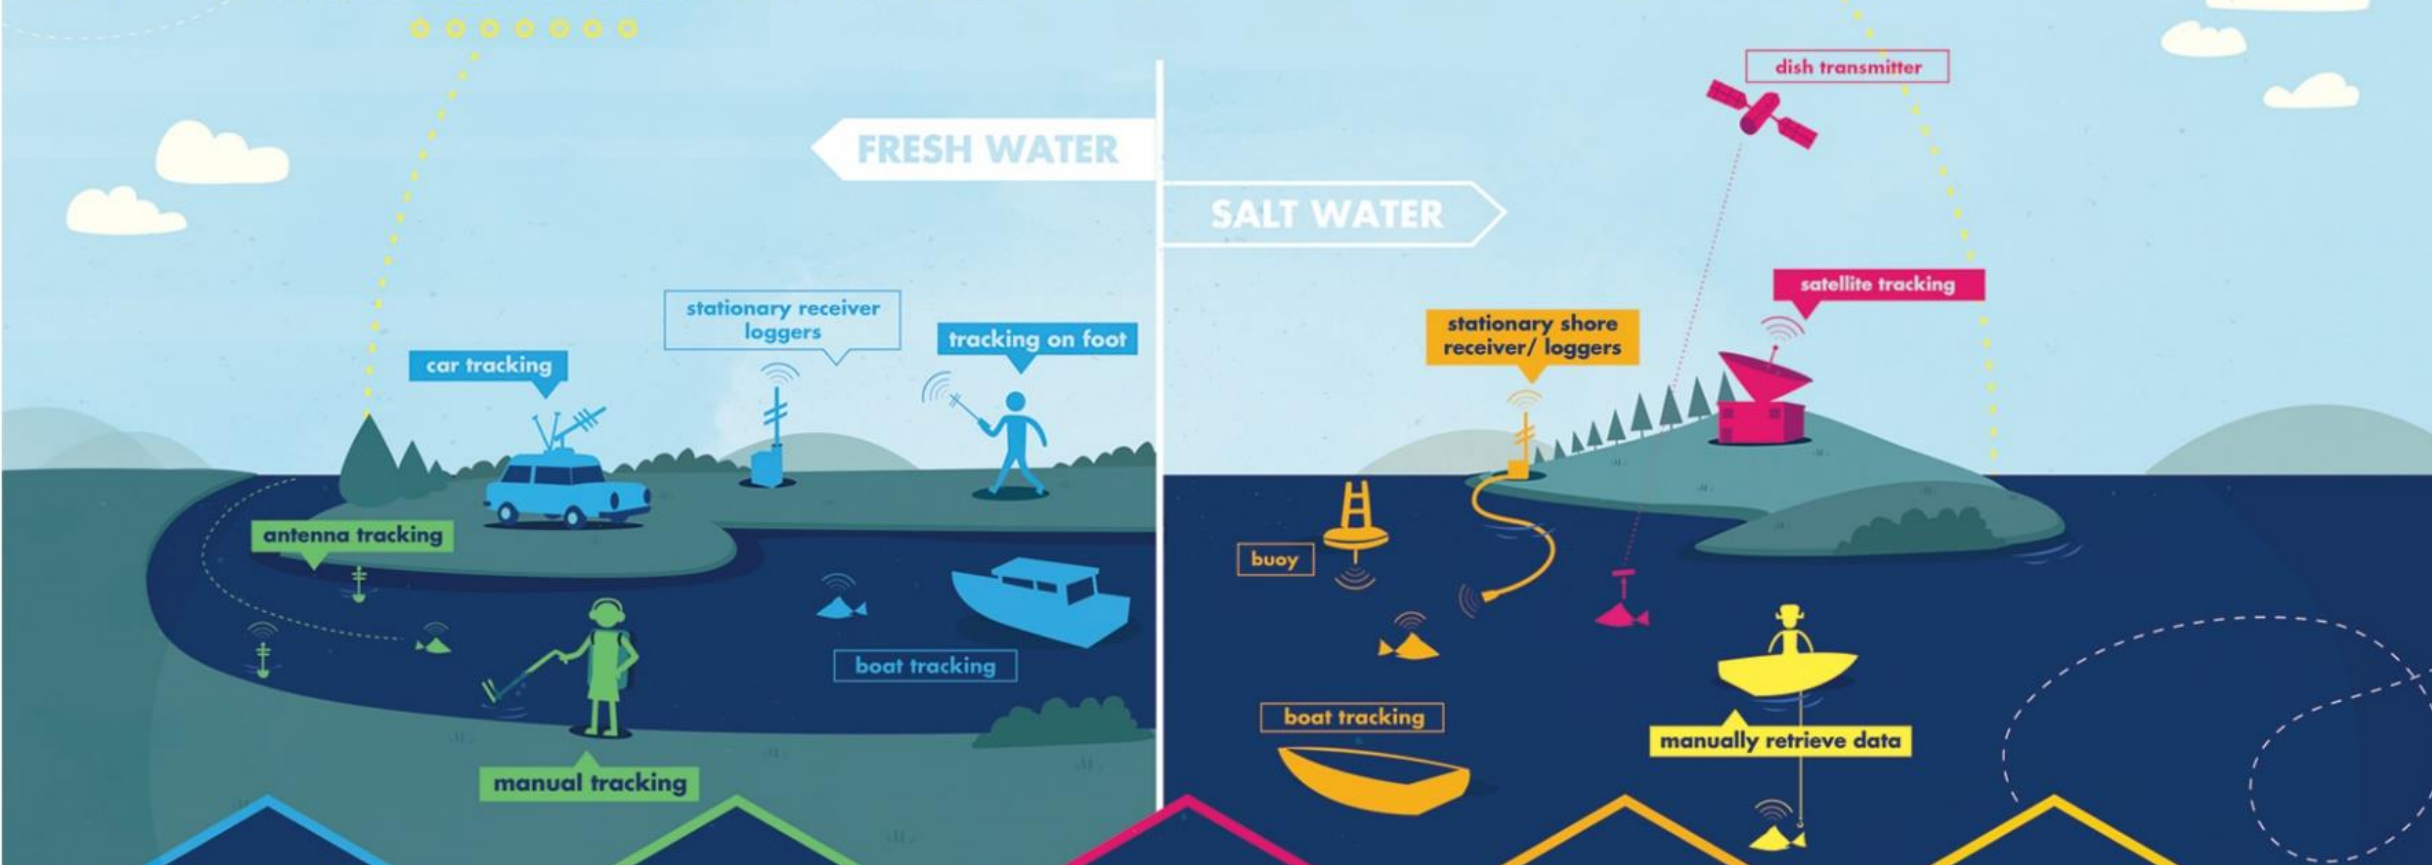 dish transmitter
FRESH WATER
SALT WATER
satellite tracking
stationary receiver
loggers
tracking on foot
stationary shore
receiver/ loggers
car tracking
antenna tracking
buoy
boat tracking
boat tracking
manually retrieve data
manual tracking